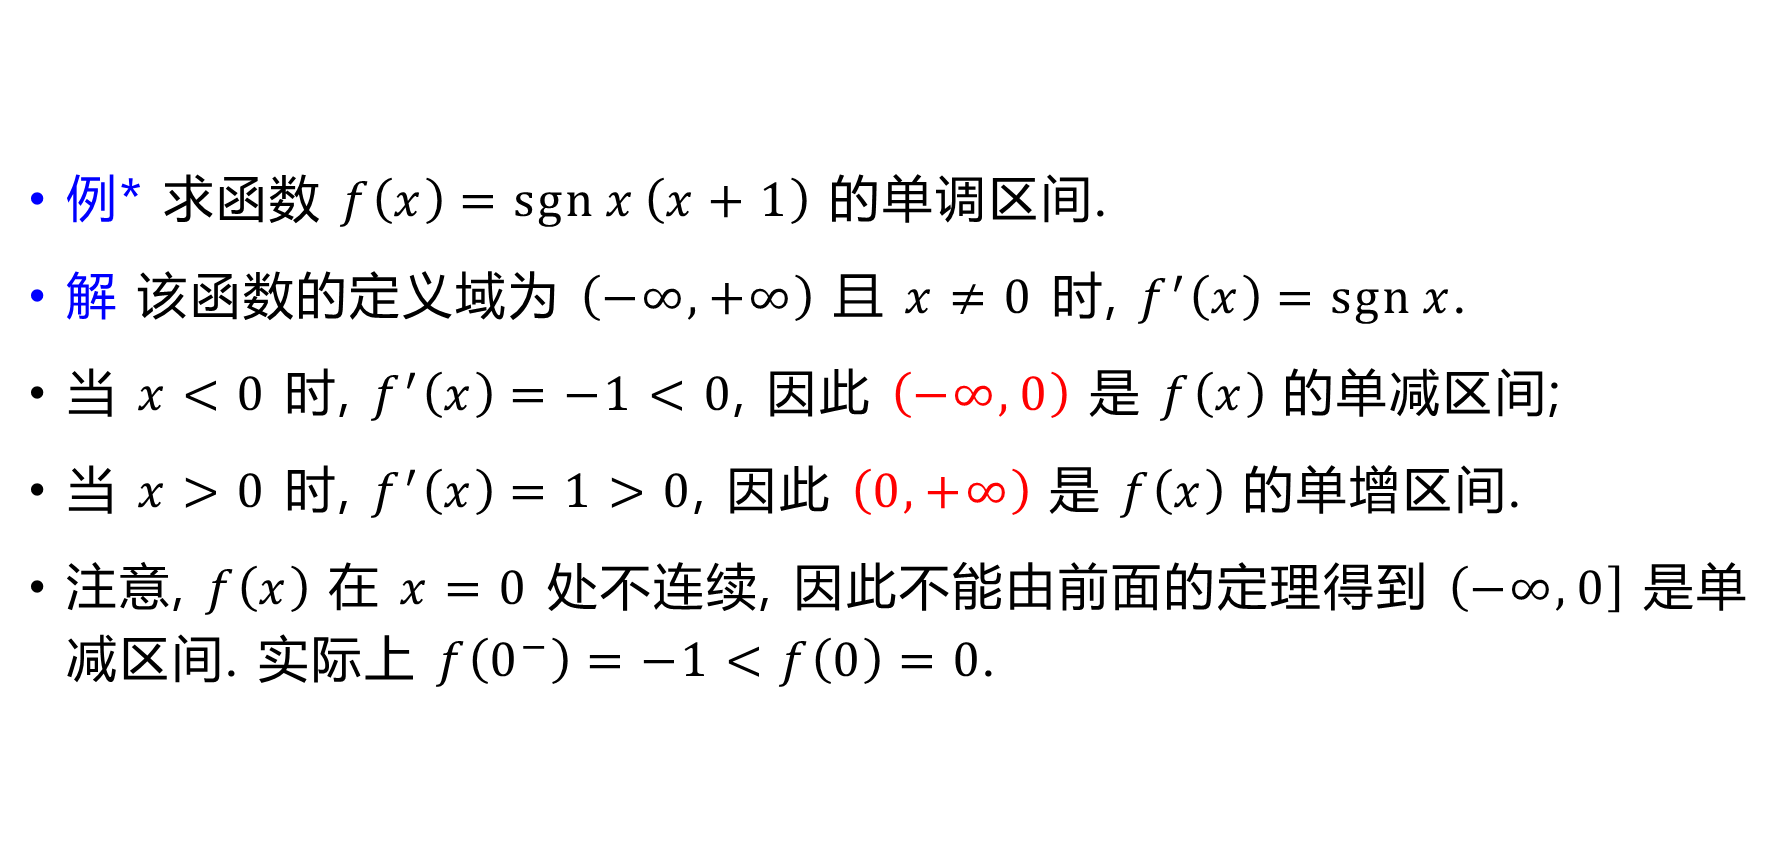 • 例* 求函数 f(x) = sgn x (x + 1) 的单调区间.
• 解 该函数的定义域为 (−∞, +∞) 且 x ≠ 0 时, f′(x) = sgn x.
• 当 x < 0 时, f′(x) = −1 < 0, 因此 (−∞, 0) 是 f(x) 的单减区间;
• 当 x > 0 时, f′(x) = 1 > 0, 因此 (0, +∞) 是 f(x) 的单增区间.
• 注意, f(x) 在 x = 0 处不连续, 因此不能由前面的定理得到 (−∞, 0] 是单
减区间. 实际上 f(0⁻) = −1 < f(0) = 0.